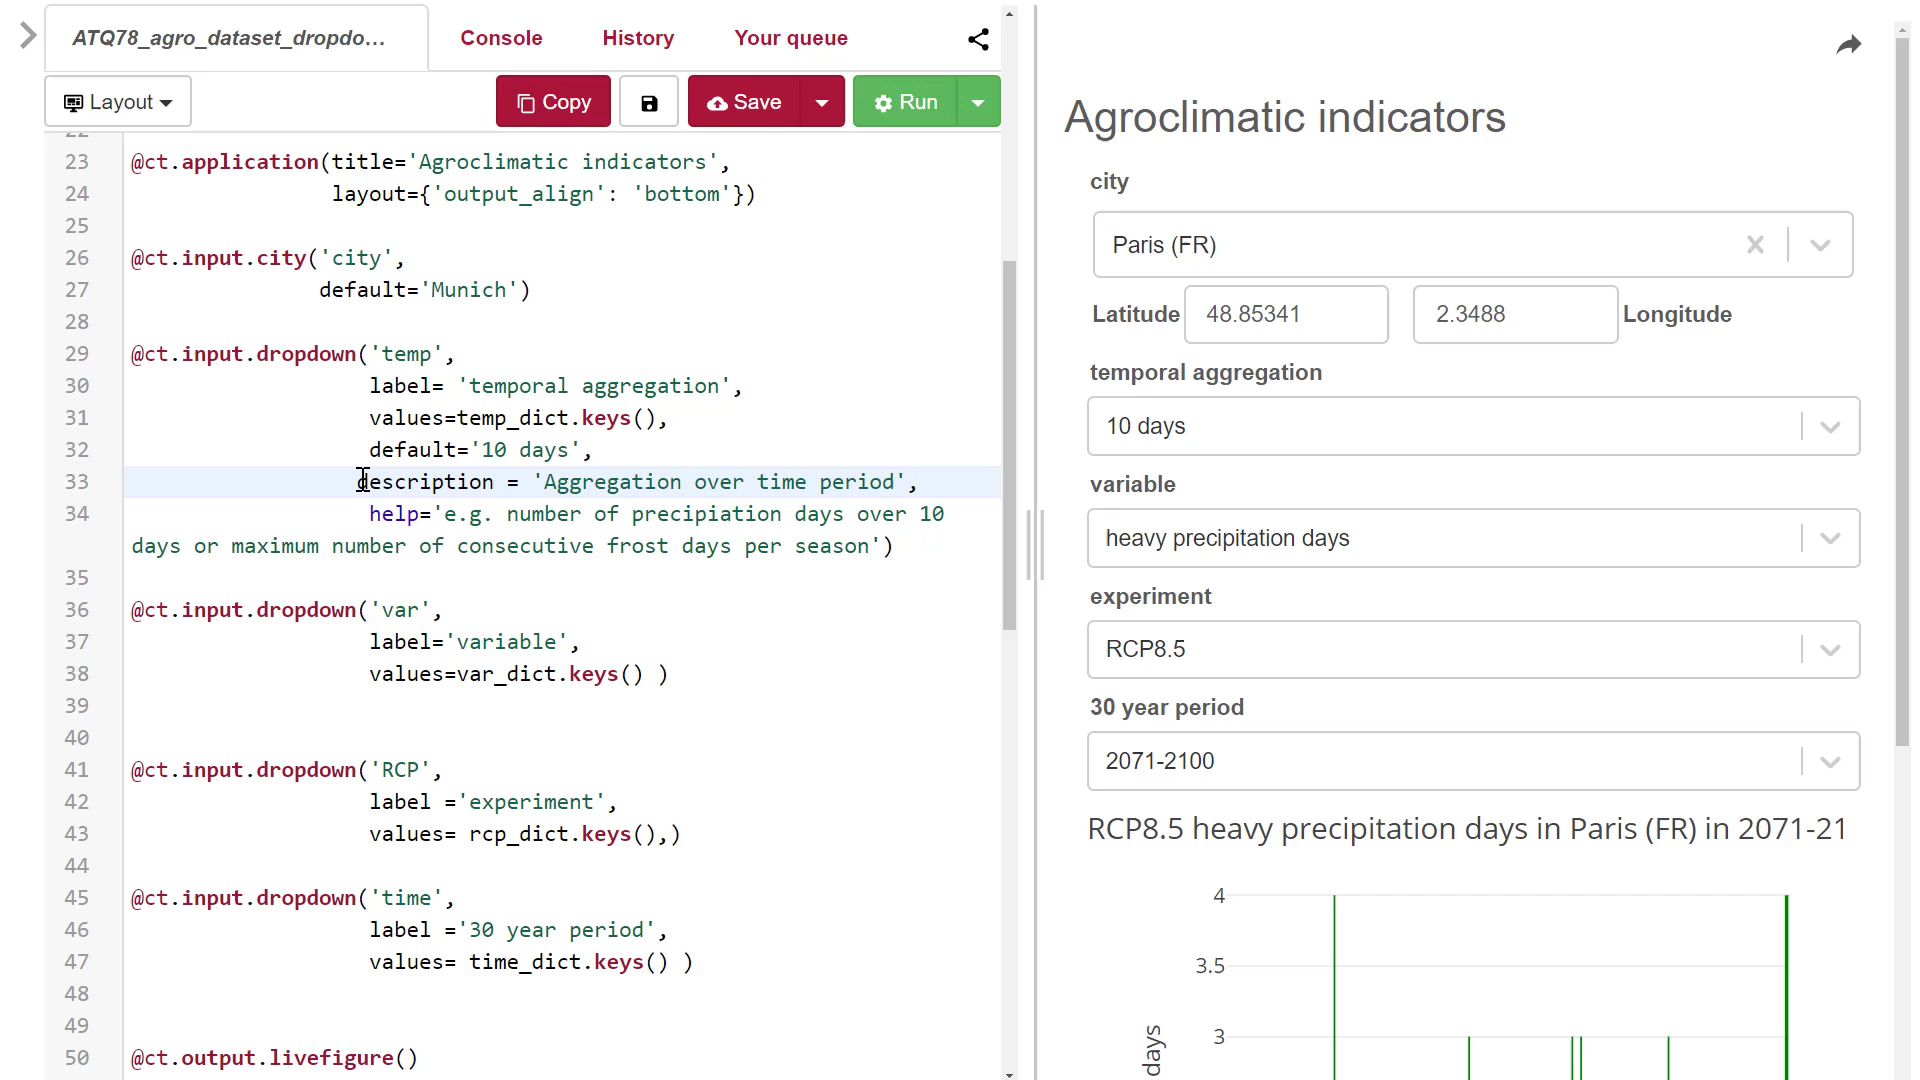 ATQ78_agro_dataset_dropdo...
Console
History
Your queue
Layout
Copy
Save
Run
23 @ct.application(title='Agroclimatic indicators',
24 layout={'output_align': 'bottom'})
25
26 @ct.input.city('city',
27 default='Munich')
28
29 @ct.input.dropdown('temp',
30 label= 'temporal aggregation',
31 values=temp_dict.keys(),
32 default='10 days',
33 description = 'Aggregation over time period',
34 help='e.g. number of precipiation days over 10
days or maximum number of consecutive frost days per season')
35
36 @ct.input.dropdown('var',
37 label='variable',
38 values=var_dict.keys() )
39
40
41 @ct.input.dropdown('RCP',
42 label ='experiment',
43 values= rcp_dict.keys(),)
44
45 @ct.input.dropdown('time',
46 label ='30 year period',
47 values= time_dict.keys() )
48
49
50 @ct.output.livefigure()
Agroclimatic indicators
city
Paris (FR)
Latitude 48.85341 2.3488 Longitude
temporal aggregation
10 days
variable
heavy precipitation days
experiment
RCP8.5
30 year period
2071-2100
RCP8.5 heavy precipitation days in Paris (FR) in 2071-21
4
3.5
3
days